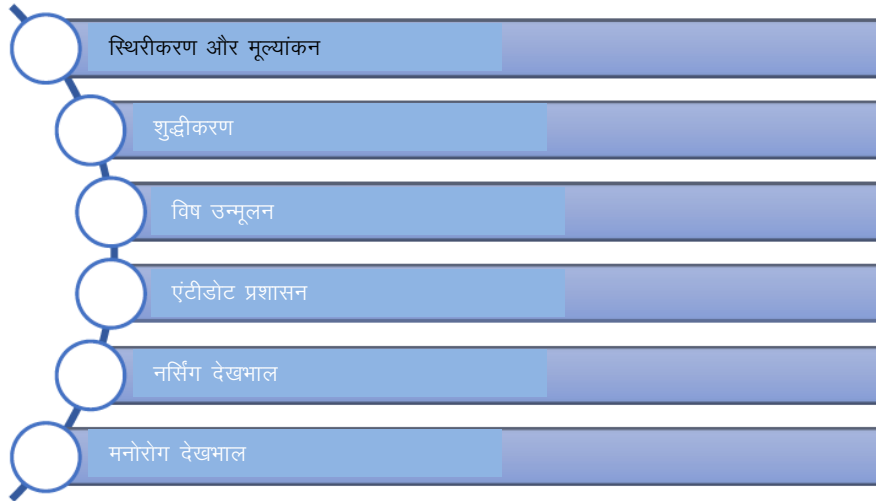 स्थिरीकरण और मूल्यांकन
शुद्धीकरण
विष उन्मूलन
एंटीडोट प्रशासन
नर्सिंग देखभाल
मनोरोग देखभाल